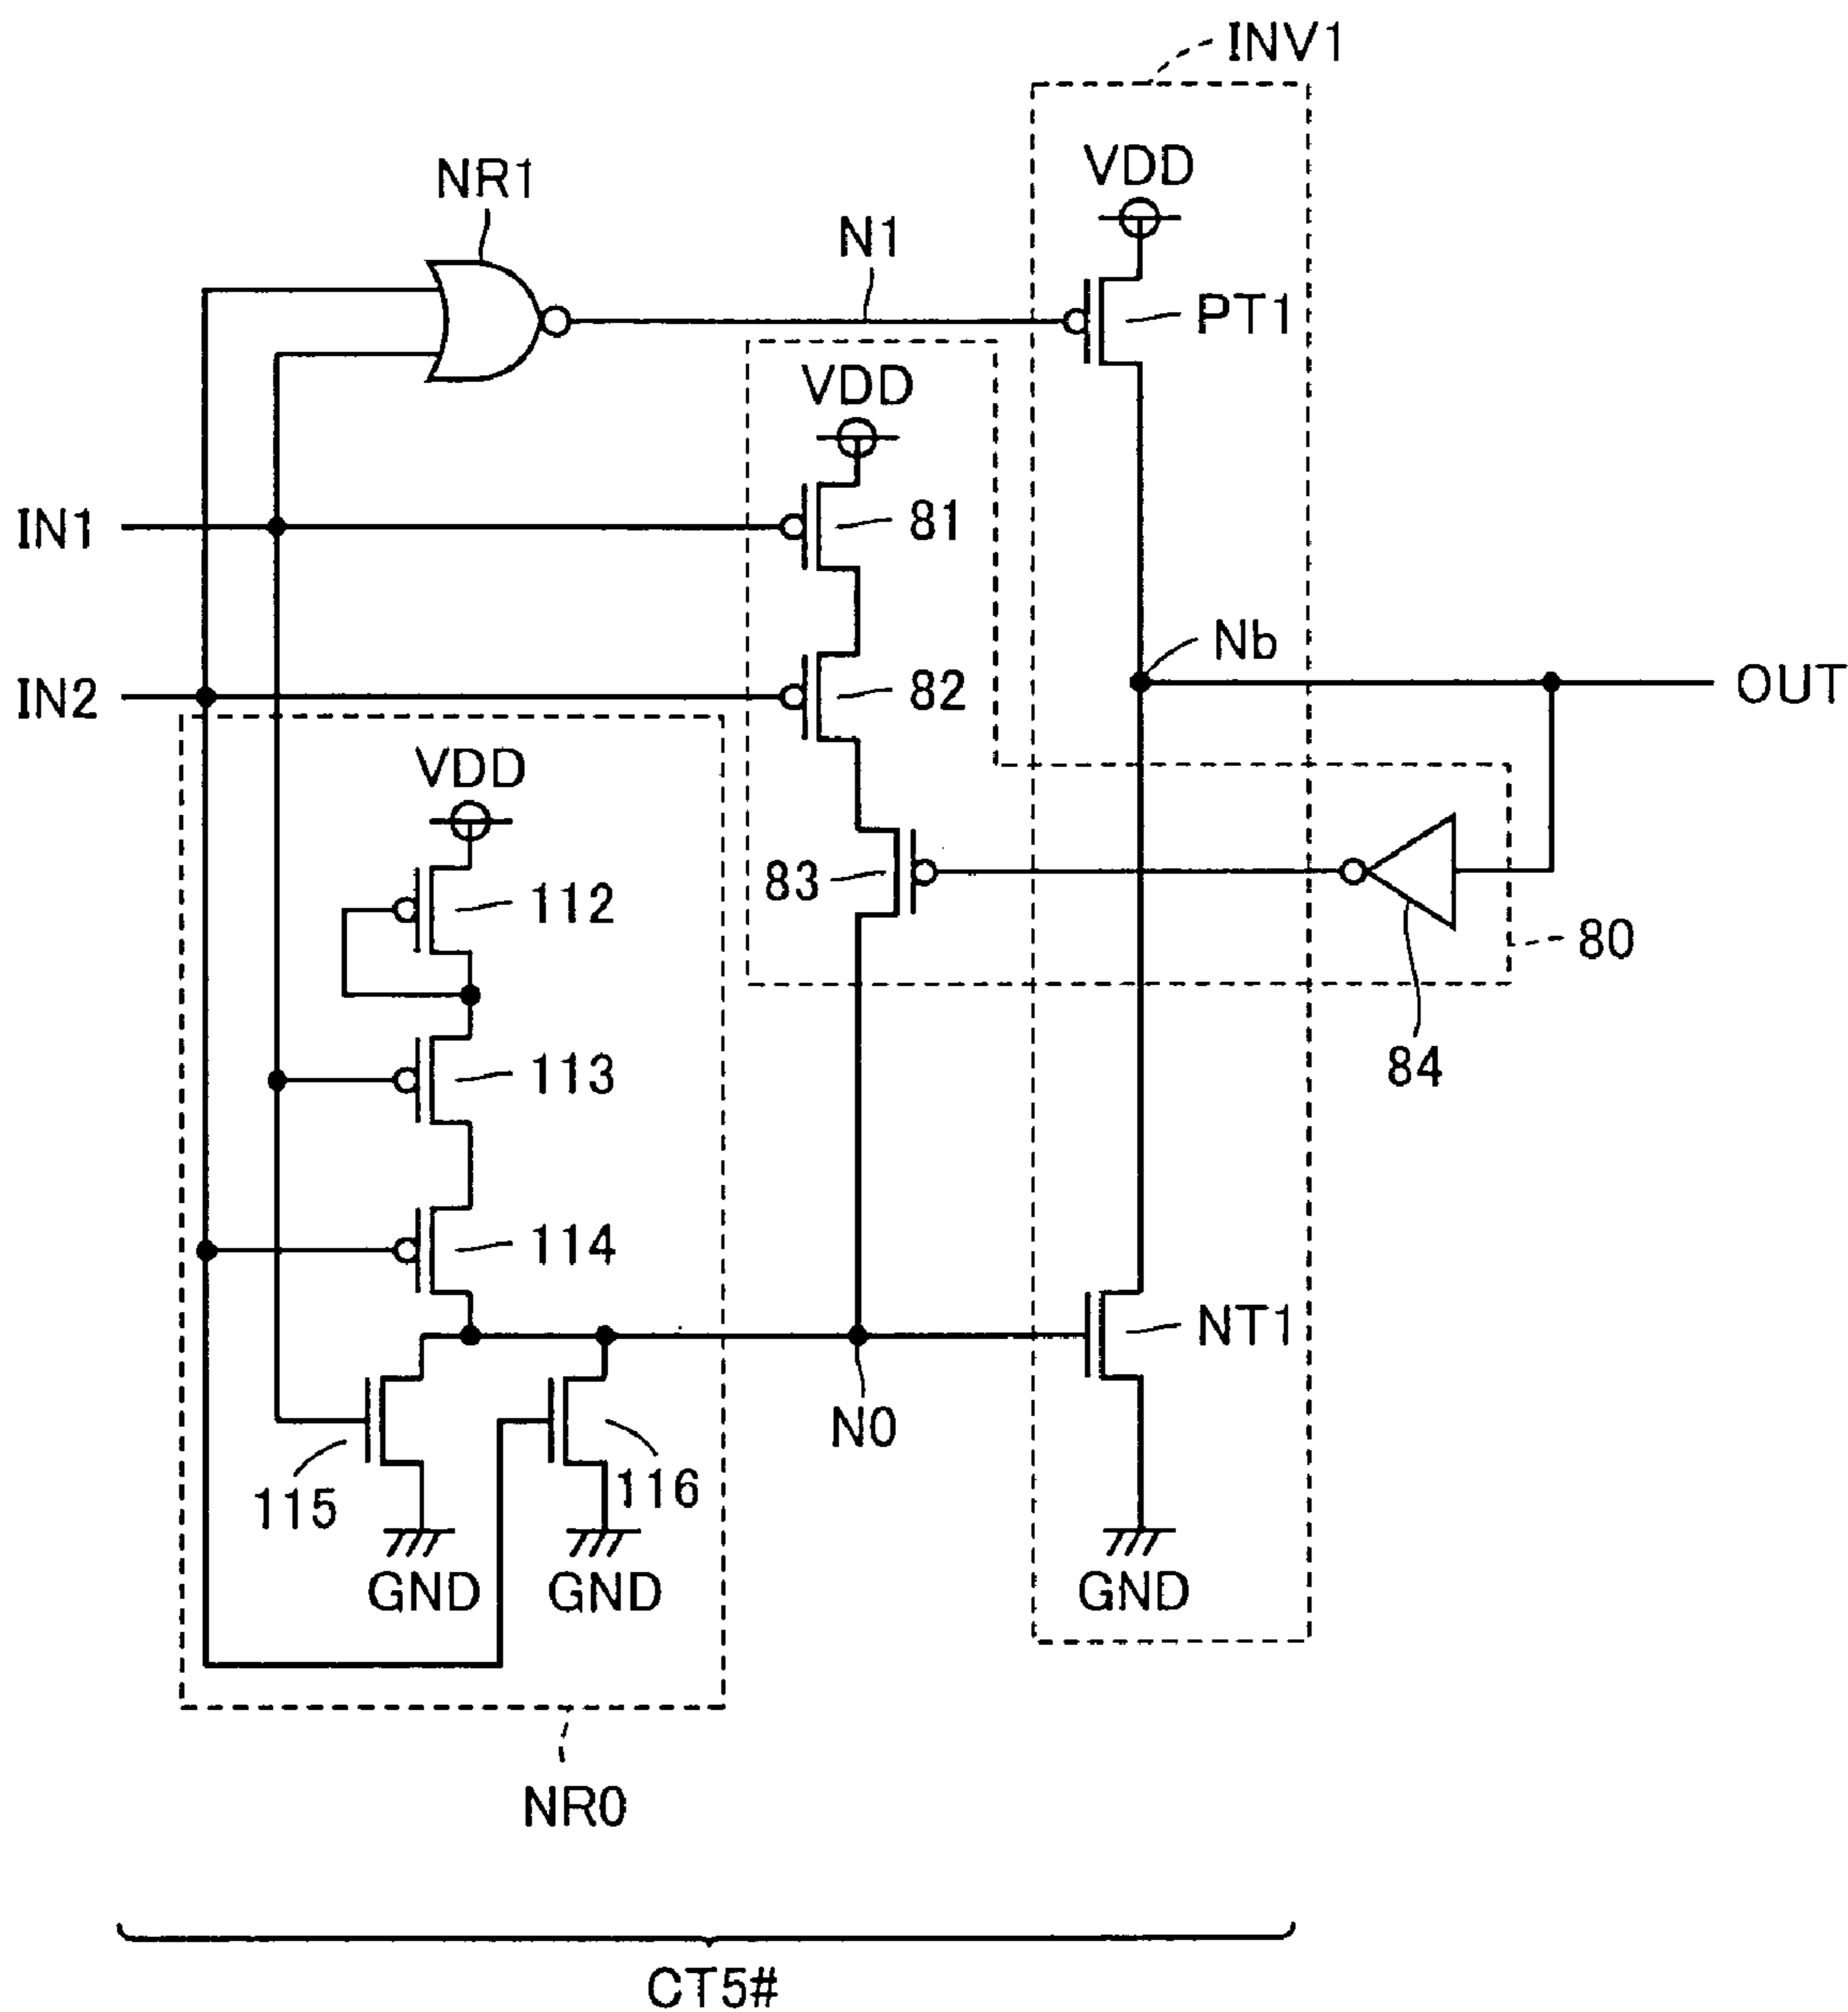 INV1
NR1
VDD
N1
PT1
VDD
IN1
81
Nb
IN2
82
OUT
VDD
83
112
80
84
113
114
NT1
N0
115
116
GND
GND
GND
NR0
CT5#